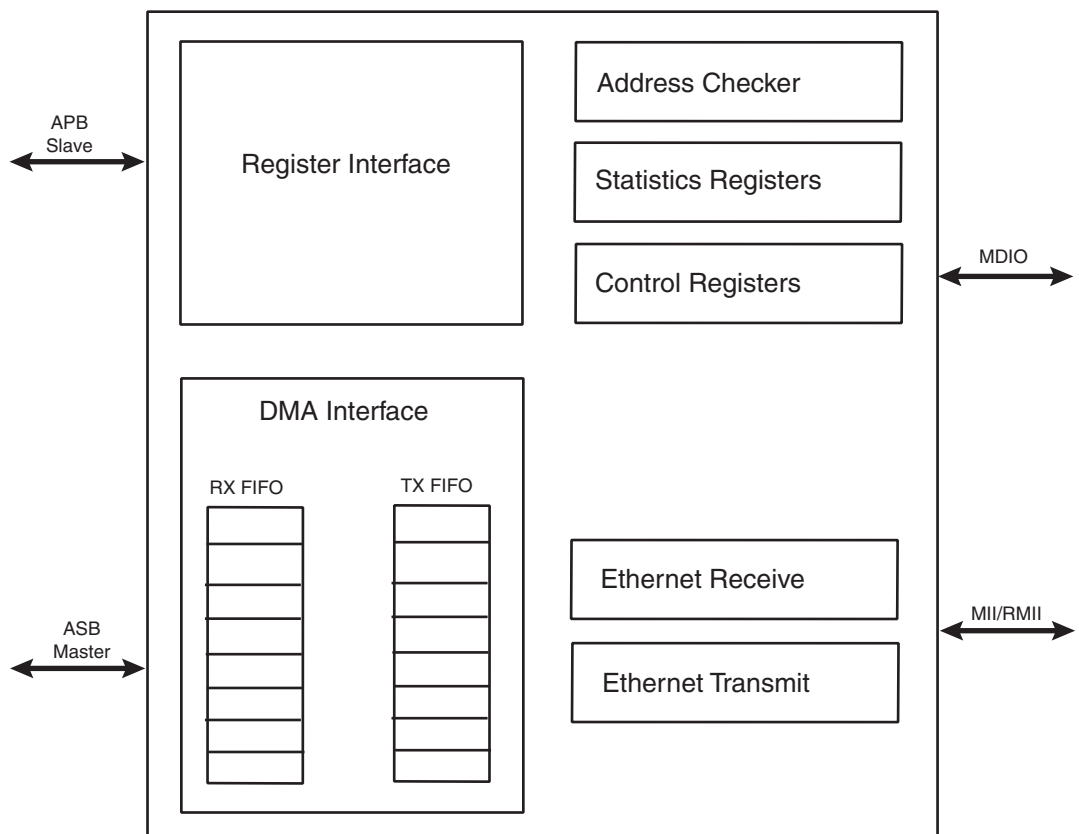 APB
Slave
Register Interface
Address Checker
Statistics Registers
Control Registers
MDIO
DMA Interface
RX FIFO
TX FIFO
ASB
Master
Ethernet Receive
Ethernet Transmit
MII/RMII